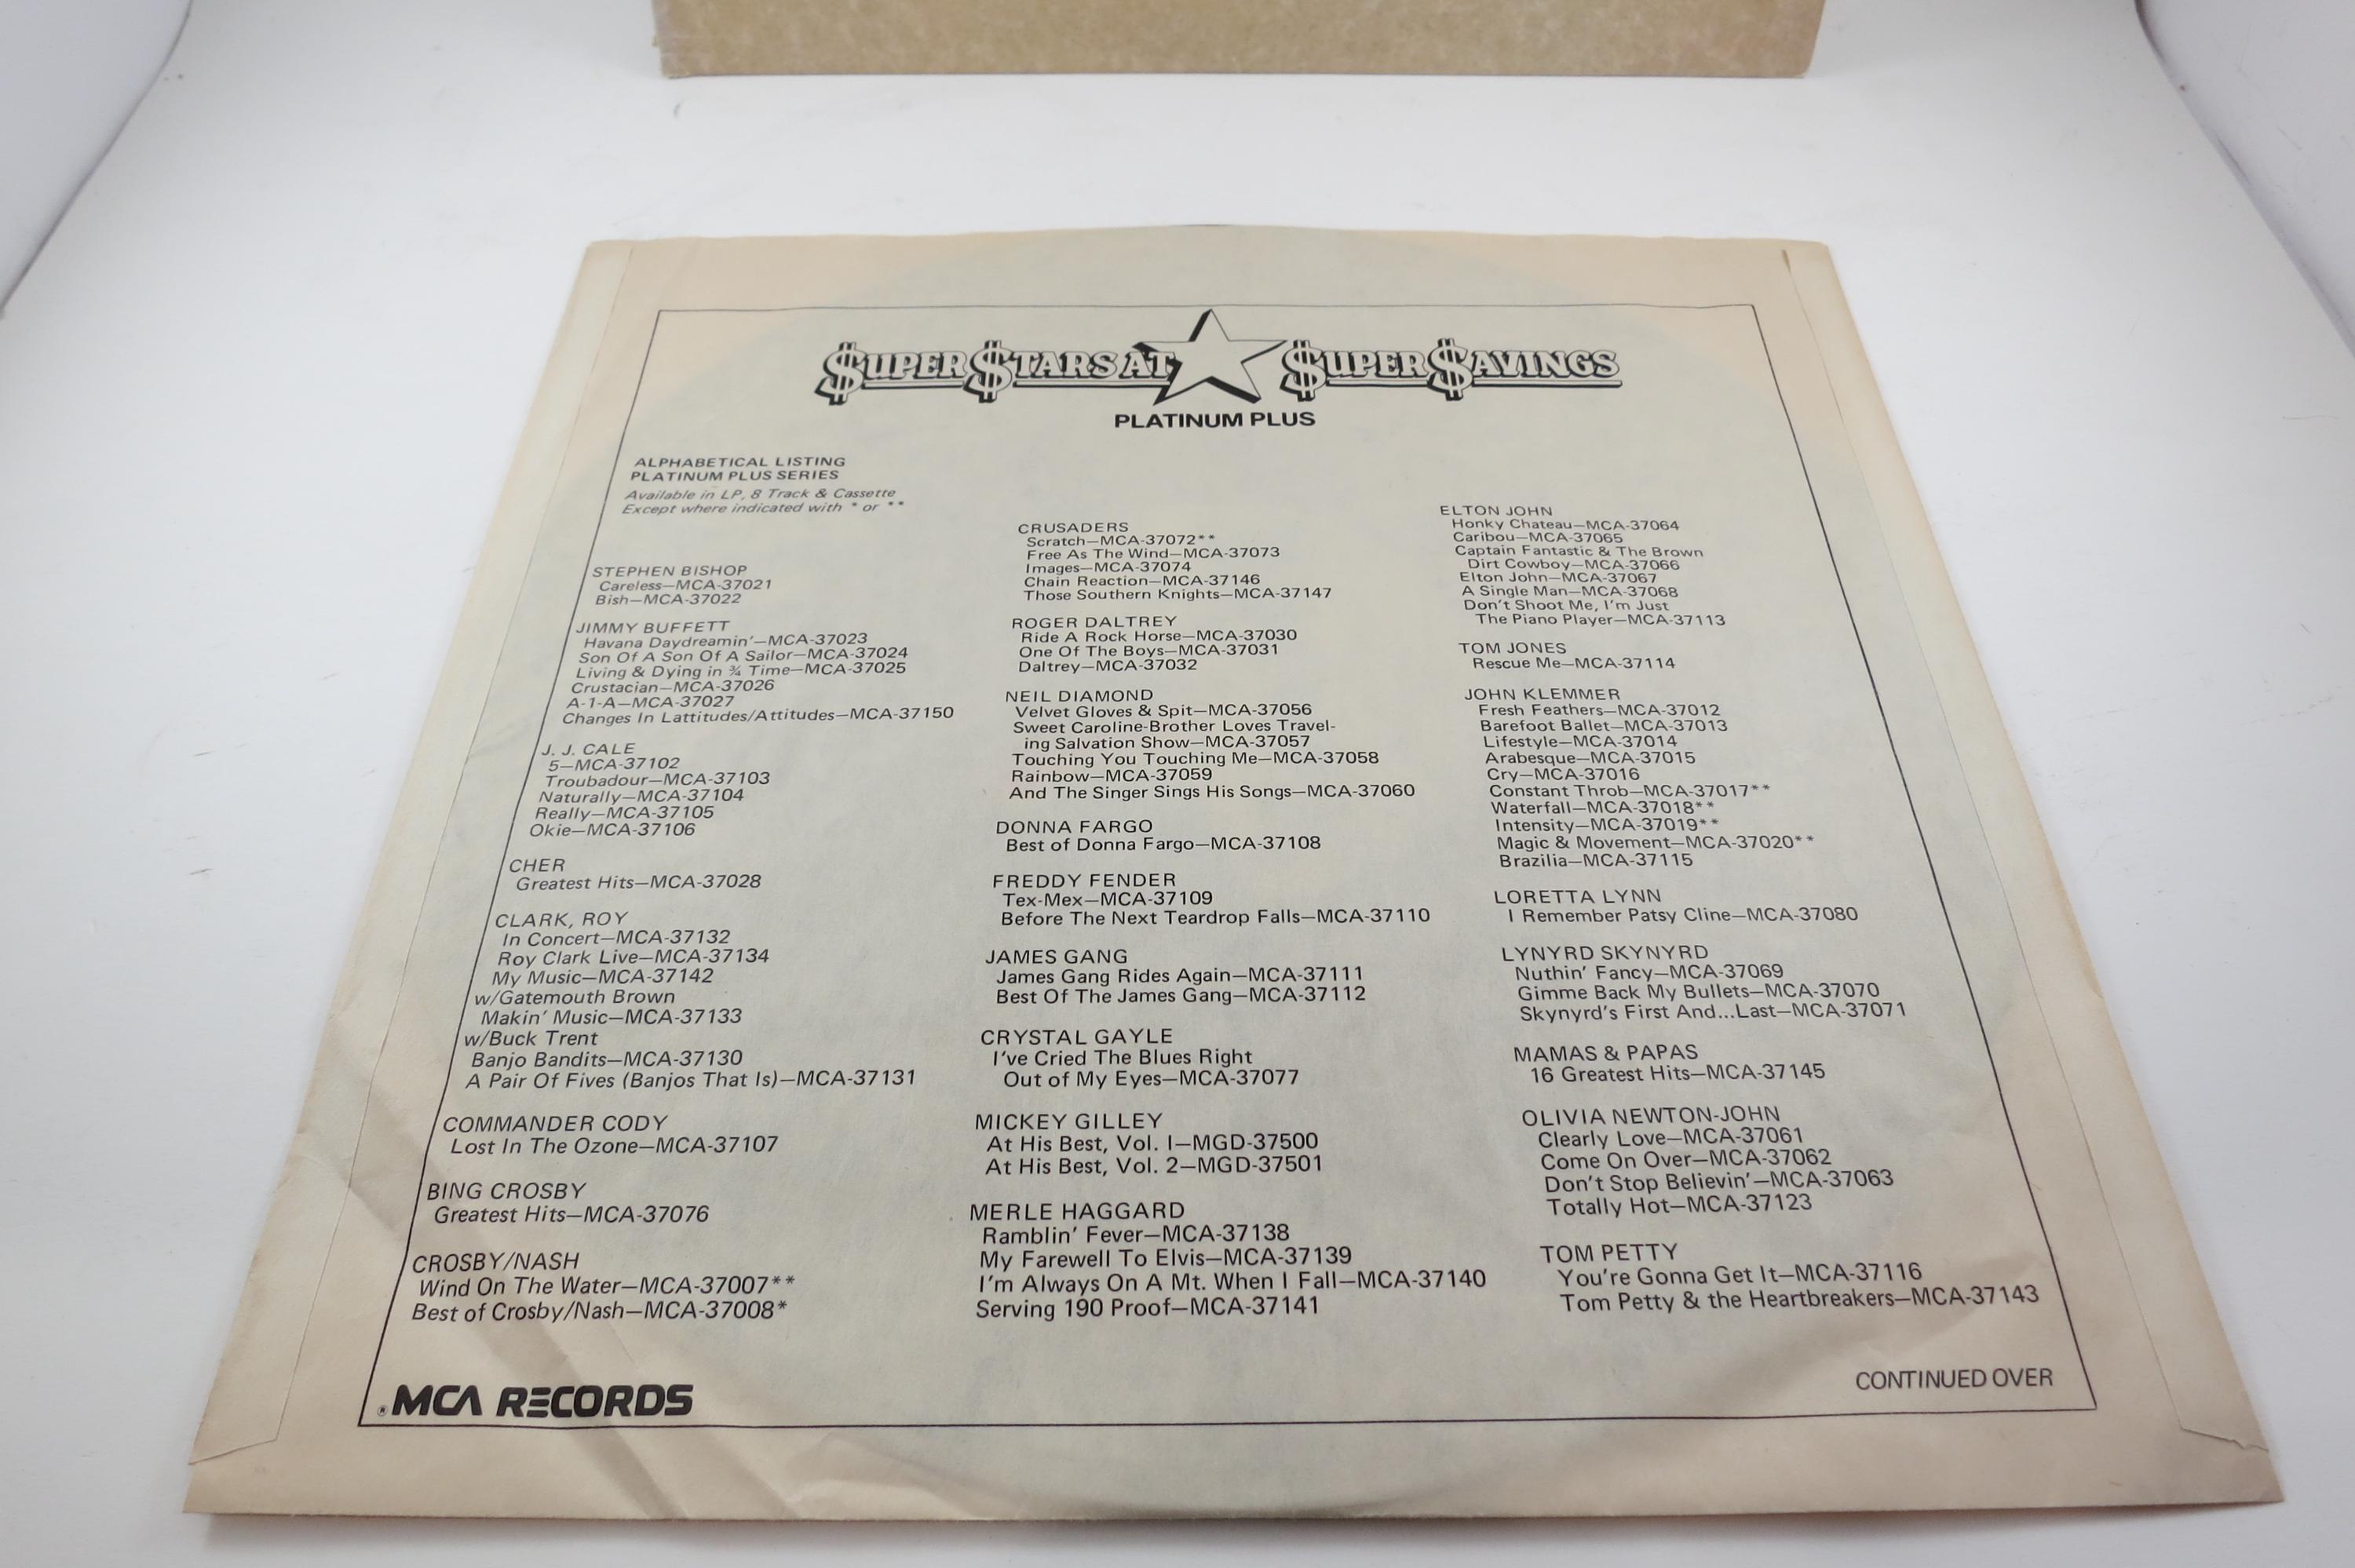 $UPER $TARS AT $UPER $AVINGS
PLATINUM PLUS
ALPHABETICAL LISTING
PLATINUM PLUS SERIES
Available in LP, 8 Track & Cassette
Except where indicated with * or **
STEPHEN BISHOP
Careless—MCA-37021
Bish—MCA-37022
JIMMY BUFFETT
Havana Daydreamin'—MCA-37023
Son Of A Son Of A Sailor—MCA-37024
Living & Dying in ¾ Time—MCA-37025
Crustacian—MCA-37026
A-1-A—MCA-37027
Changes In Lattitudes/Attitudes—MCA-37150
J. J. CALE
5—MCA-37102
Troubadour—MCA-37103
Naturally—MCA-37104
Really—MCA-37105
Okie—MCA-37106
CHER
Greatest Hits—MCA-37028
CLARK, ROY
In Concert—MCA-37132
Roy Clark Live—MCA-37134
My Music—MCA-37142
w/Gatemouth Brown
Makin' Music—MCA-37133
w/Buck Trent
Banjo Bandits—MCA-37130
A Pair Of Fives (Banjos That Is)—MCA-37131
COMMANDER CODY
Lost In The Ozone—MCA-37107
BING CROSBY
Greatest Hits—MCA-37076
CROSBY/NASH
Wind On The Water—MCA-37007**
Best of Crosby/Nash—MCA-37008*
CRUSADERS
Scratch—MCA-37072**
Free As The Wind—MCA-37073
Images—MCA-37074
Chain Reaction—MCA-37146
Those Southern Knights—MCA-37147
ROGER DALTREY
Ride A Rock Horse—MCA-37030
One Of The Boys—MCA-37031
Daltrey—MCA-37032
NEIL DIAMOND
Velvet Gloves & Spit—MCA-37056
Sweet Caroline-Brother Loves Travel-
ing Salvation Show—MCA-37057
Touching You Touching Me—MCA-37058
Rainbow—MCA-37059
And The Singer Sings His Songs—MCA-37060
DONNA FARGO
Best of Donna Fargo—MCA-37108
FREDDY FENDER
Tex-Mex—MCA-37109
Before The Next Teardrop Falls—MCA-37110
JAMES GANG
James Gang Rides Again—MCA-37111
Best Of The James Gang—MCA-37112
CRYSTAL GAYLE
I've Cried The Blues Right
Out of My Eyes—MCA-37077
MICKEY GILLEY
At His Best, Vol. I—MGD-37500
At His Best, Vol. 2—MGD-37501
MERLE HAGGARD
Ramblin' Fever—MCA-37138
My Farewell To Elvis—MCA-37139
I'm Always On A Mt. When I Fall—MCA-37140
Serving 190 Proof—MCA-37141
ELTON JOHN
Honky Chateau—MCA-37064
Caribou—MCA-37065
Captain Fantastic & The Brown
Dirt Cowboy—MCA-37066
Elton John—MCA-37067
A Single Man—MCA-37068
Don't Shoot Me, I'm Just
The Piano Player—MCA-37113
TOM JONES
Rescue Me—MCA-37114
JOHN KLEMMER
Fresh Feathers—MCA-37012
Barefoot Ballet—MCA-37013
Lifestyle—MCA-37014
Arabesque—MCA-37015
Cry—MCA-37016
Constant Throb—MCA-37017**
Waterfall—MCA-37018**
Intensity—MCA-37019**
Magic & Movement—MCA-37020**
Brazilia—MCA-37115
LORETTA LYNN
I Remember Patsy Cline—MCA-37080
LYNYRD SKYNYRD
Nuthin' Fancy—MCA-37069
Gimme Back My Bullets—MCA-37070
Skynyrd's First And...Last—MCA-37071
MAMAS & PAPAS
16 Greatest Hits—MCA-37145
OLIVIA NEWTON-JOHN
Clearly Love—MCA-37061
Come On Over—MCA-37062
Don't Stop Believin'—MCA-37063
Totally Hot—MCA-37123
TOM PETTY
You're Gonna Get It—MCA-37116
Tom Petty & the Heartbreakers—MCA-37143
®MCA RECORDS
CONTINUED OVER